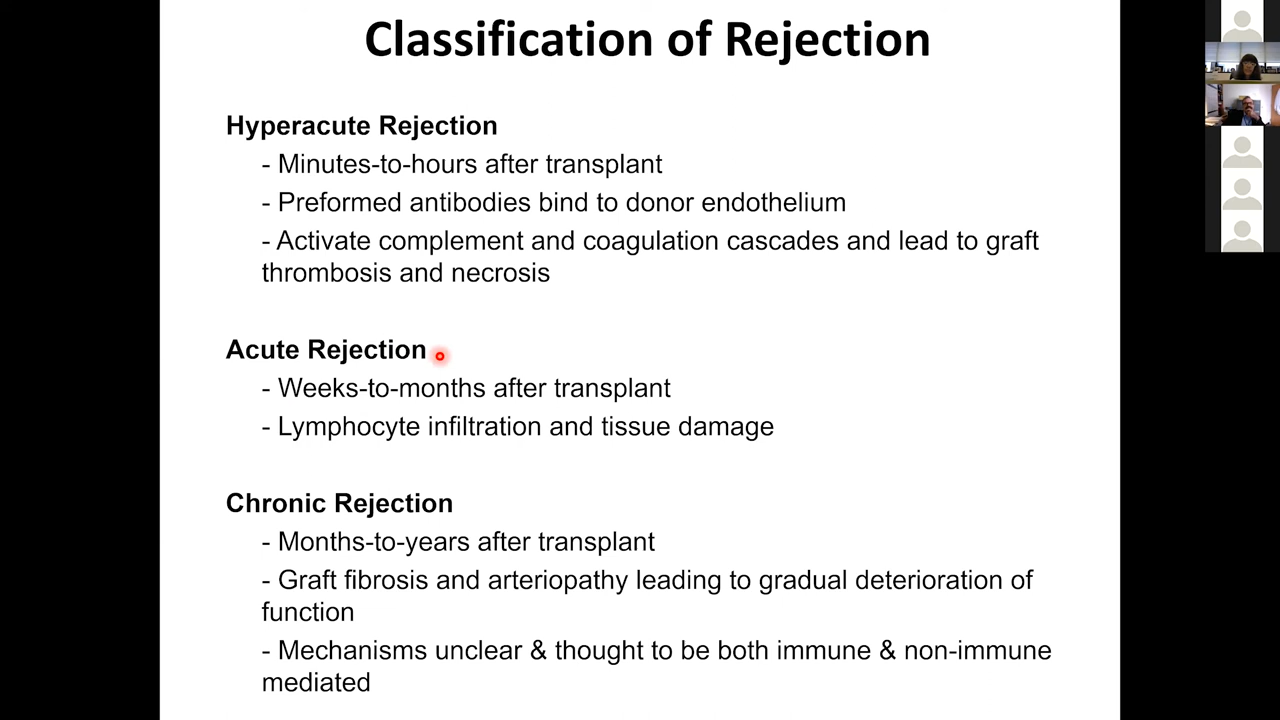 Classification of Rejection
Hyperacute Rejection
- Minutes-to-hours after transplant
- Preformed antibodies bind to donor endothelium
- Activate complement and coagulation cascades and lead to graft
thrombosis and necrosis
Acute Rejection
- Weeks-to-months after transplant
- Lymphocyte infiltration and tissue damage
Chronic Rejection
- Months-to-years after transplant
- Graft fibrosis and arteriopathy leading to gradual deterioration of
function
- Mechanisms unclear & thought to be both immune & non-immune
mediated